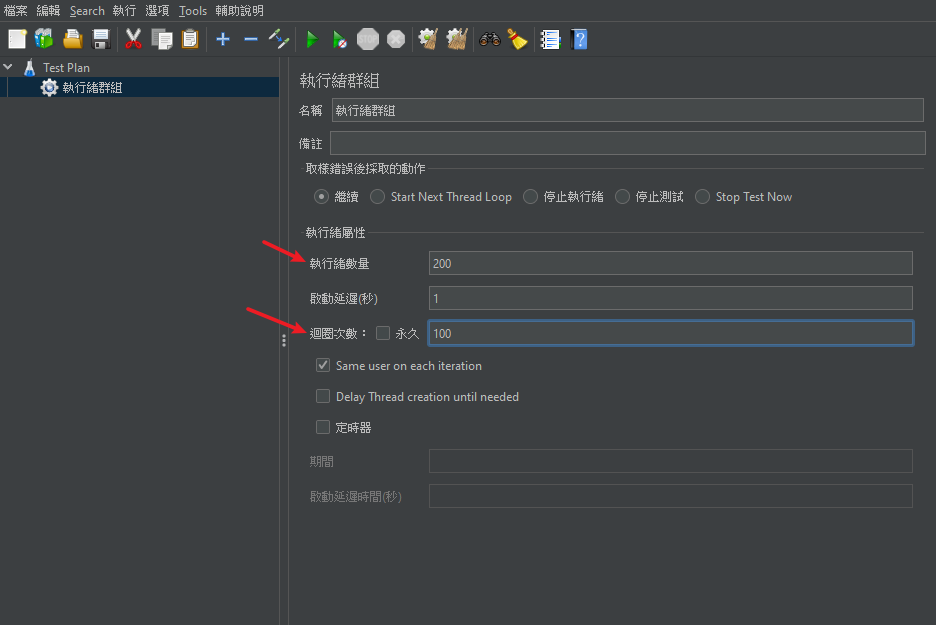 檔案 編輯 Search 執行 選項 Tools 輔助說明
Test Plan
執行緒群組
執行緒群組
名稱 執行緒群組
備註
取樣錯誤後採取的動作
繼續 Start Next Thread Loop 停止執行緒 停止測試 Stop Test Now
執行緒屬性
執行緒數量 200
啟動延遲(秒) 1
迴圈次數： 永久 100
Same user on each iteration
Delay Thread creation until needed
定時器
期間
啟動延遲時間(秒)